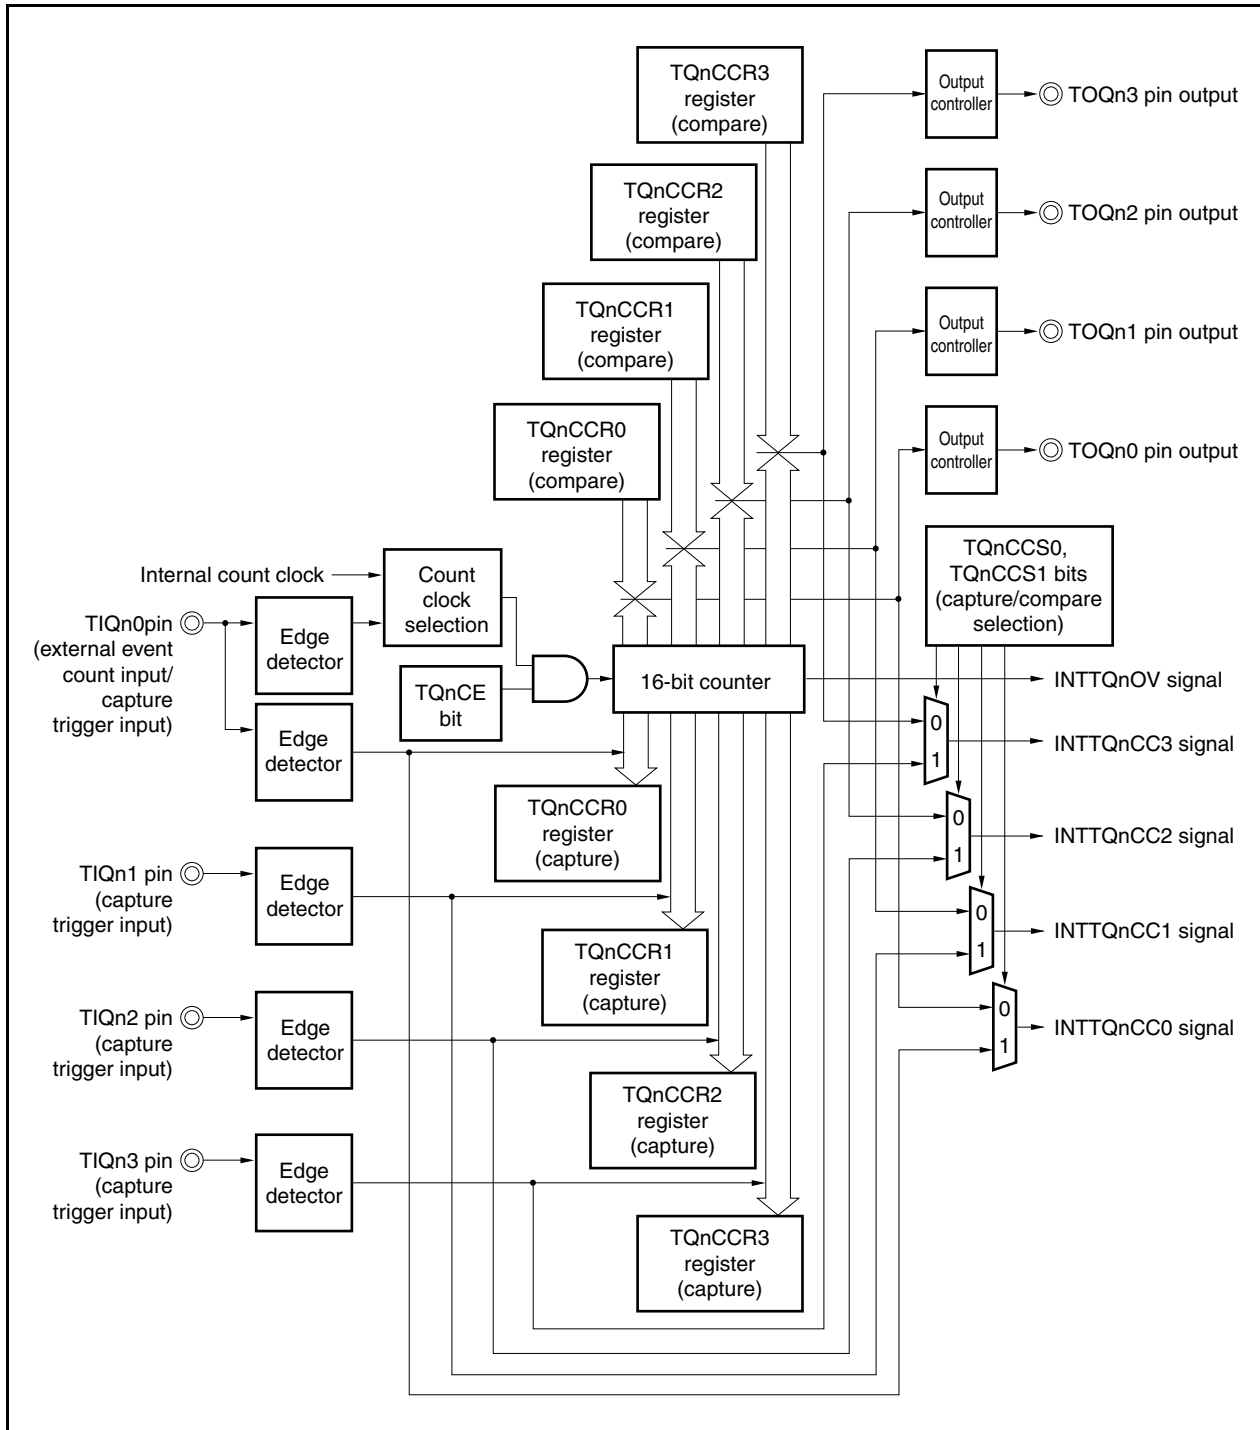 TQnCCR3
register
(compare)
Output
controller
TOQn3 pin output
TQnCCR2
register
(compare)
Output
controller
TOQn2 pin output
TQnCCR1
register
(compare)
Output
controller
TOQn1 pin output
TQnCCR0
register
(compare)
Output
controller
TOQn0 pin output
TQnCCS0,
TQnCCS1 bits
(capture/compare
selection)
Internal count clock
Count
clock
selection
TIQn0pin
(external event
count input/
capture
trigger input)
Edge
detector
TQnCE
bit
16-bit counter
INTTQnOV signal
Edge
detector
0
1
INTTQnCC3 signal
TQnCCR0
register
(capture)
0
1
INTTQnCC2 signal
TIQn1 pin
(capture
trigger input)
Edge
detector
TQnCCR1
register
(capture)
0
1
INTTQnCC1 signal
TIQn2 pin
(capture
trigger input)
Edge
detector
0
1
INTTQnCC0 signal
TQnCCR2
register
(capture)
TIQn3 pin
(capture
trigger input)
Edge
detector
TQnCCR3
register
(capture)